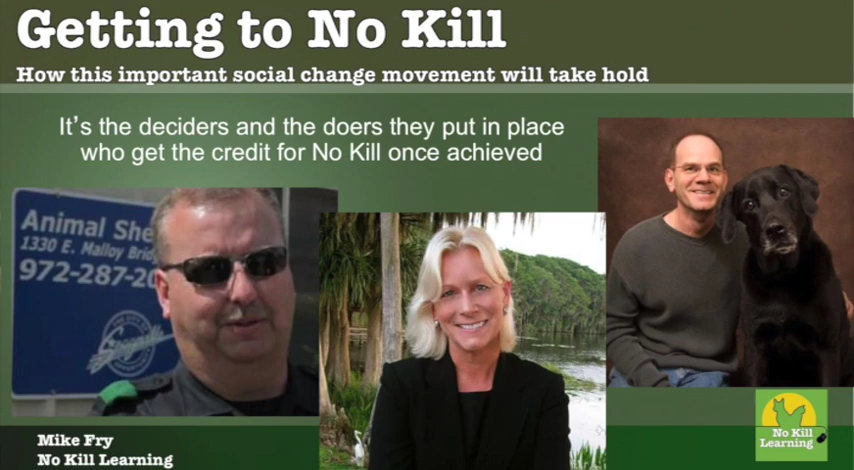 Getting to No Kill
How this important social change movement will take hold
It's the deciders and the doers they put in place
who get the credit for No Kill once achieved
Animal She
1330 E. Malloy Brid
972-287-20
Mike Fry
No Kill Learning
No Kill
Learning